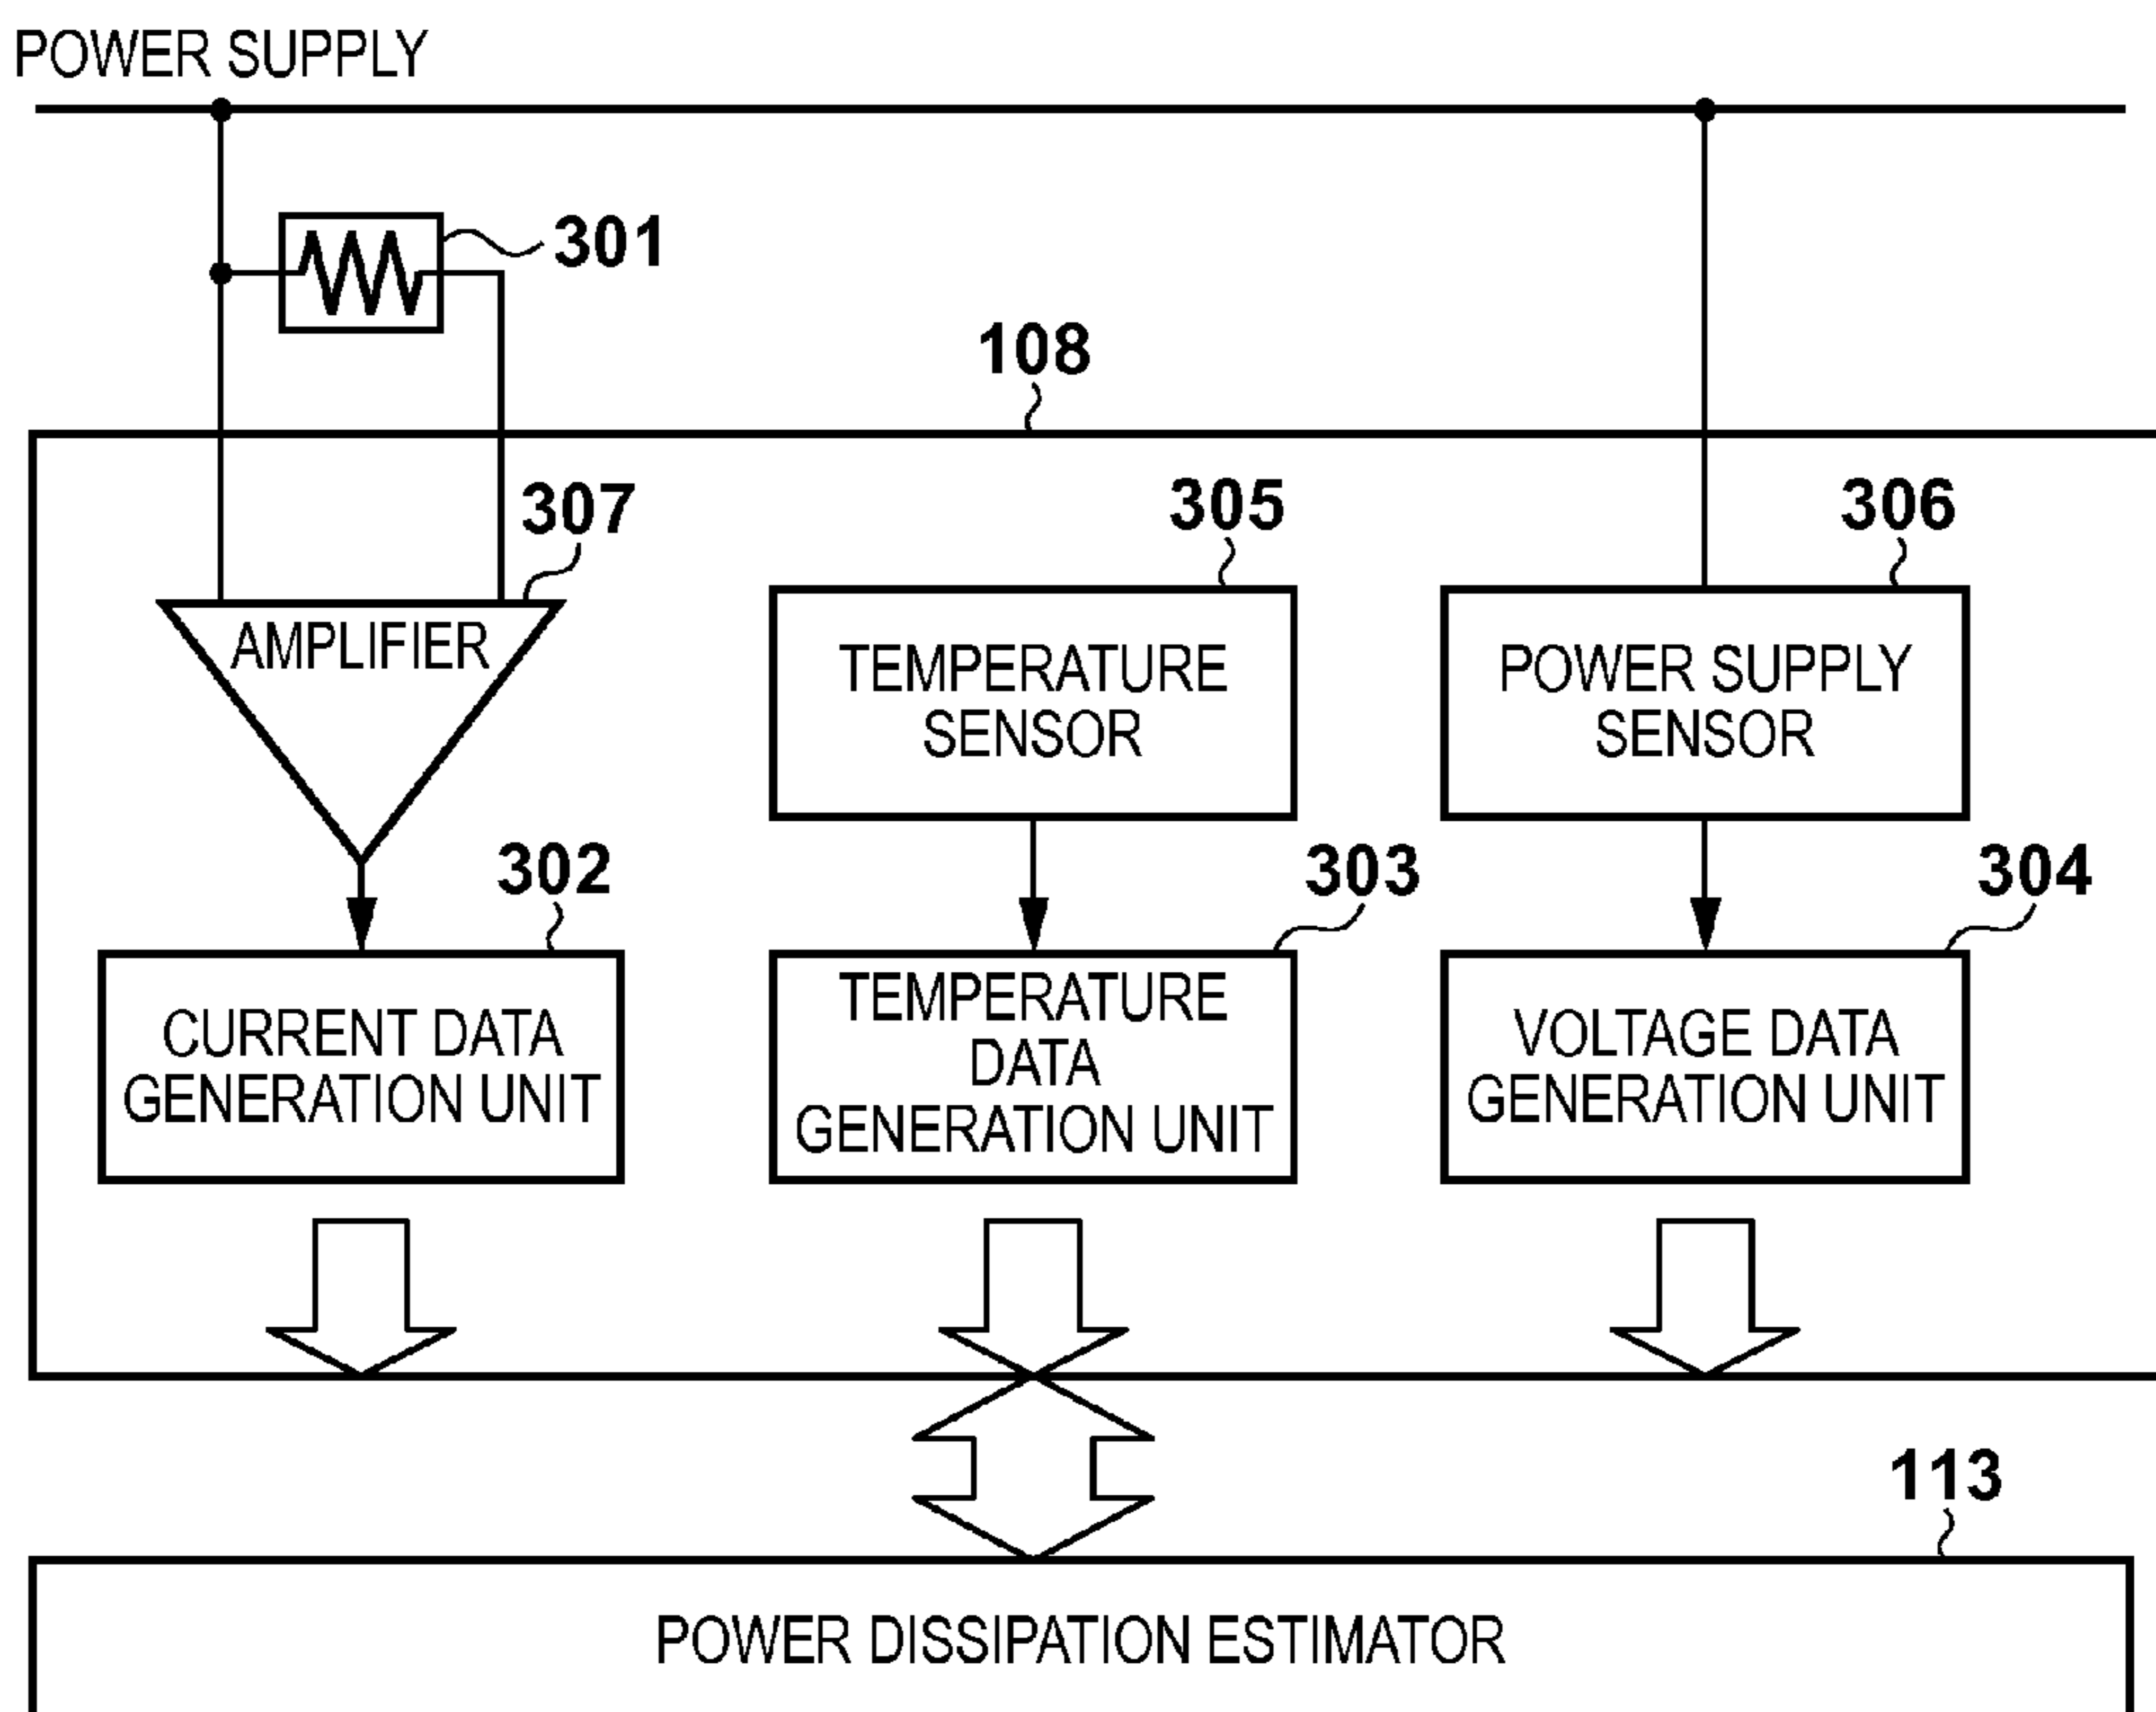 POWER SUPPLY
301
108
307
305
306
AMPLIFIER
TEMPERATURE
SENSOR
POWER SUPPLY
SENSOR
302
303
304
CURRENT DATA
GENERATION UNIT
TEMPERATURE
DATA
GENERATION UNIT
VOLTAGE DATA
GENERATION UNIT
113
POWER DISSIPATION ESTIMATOR